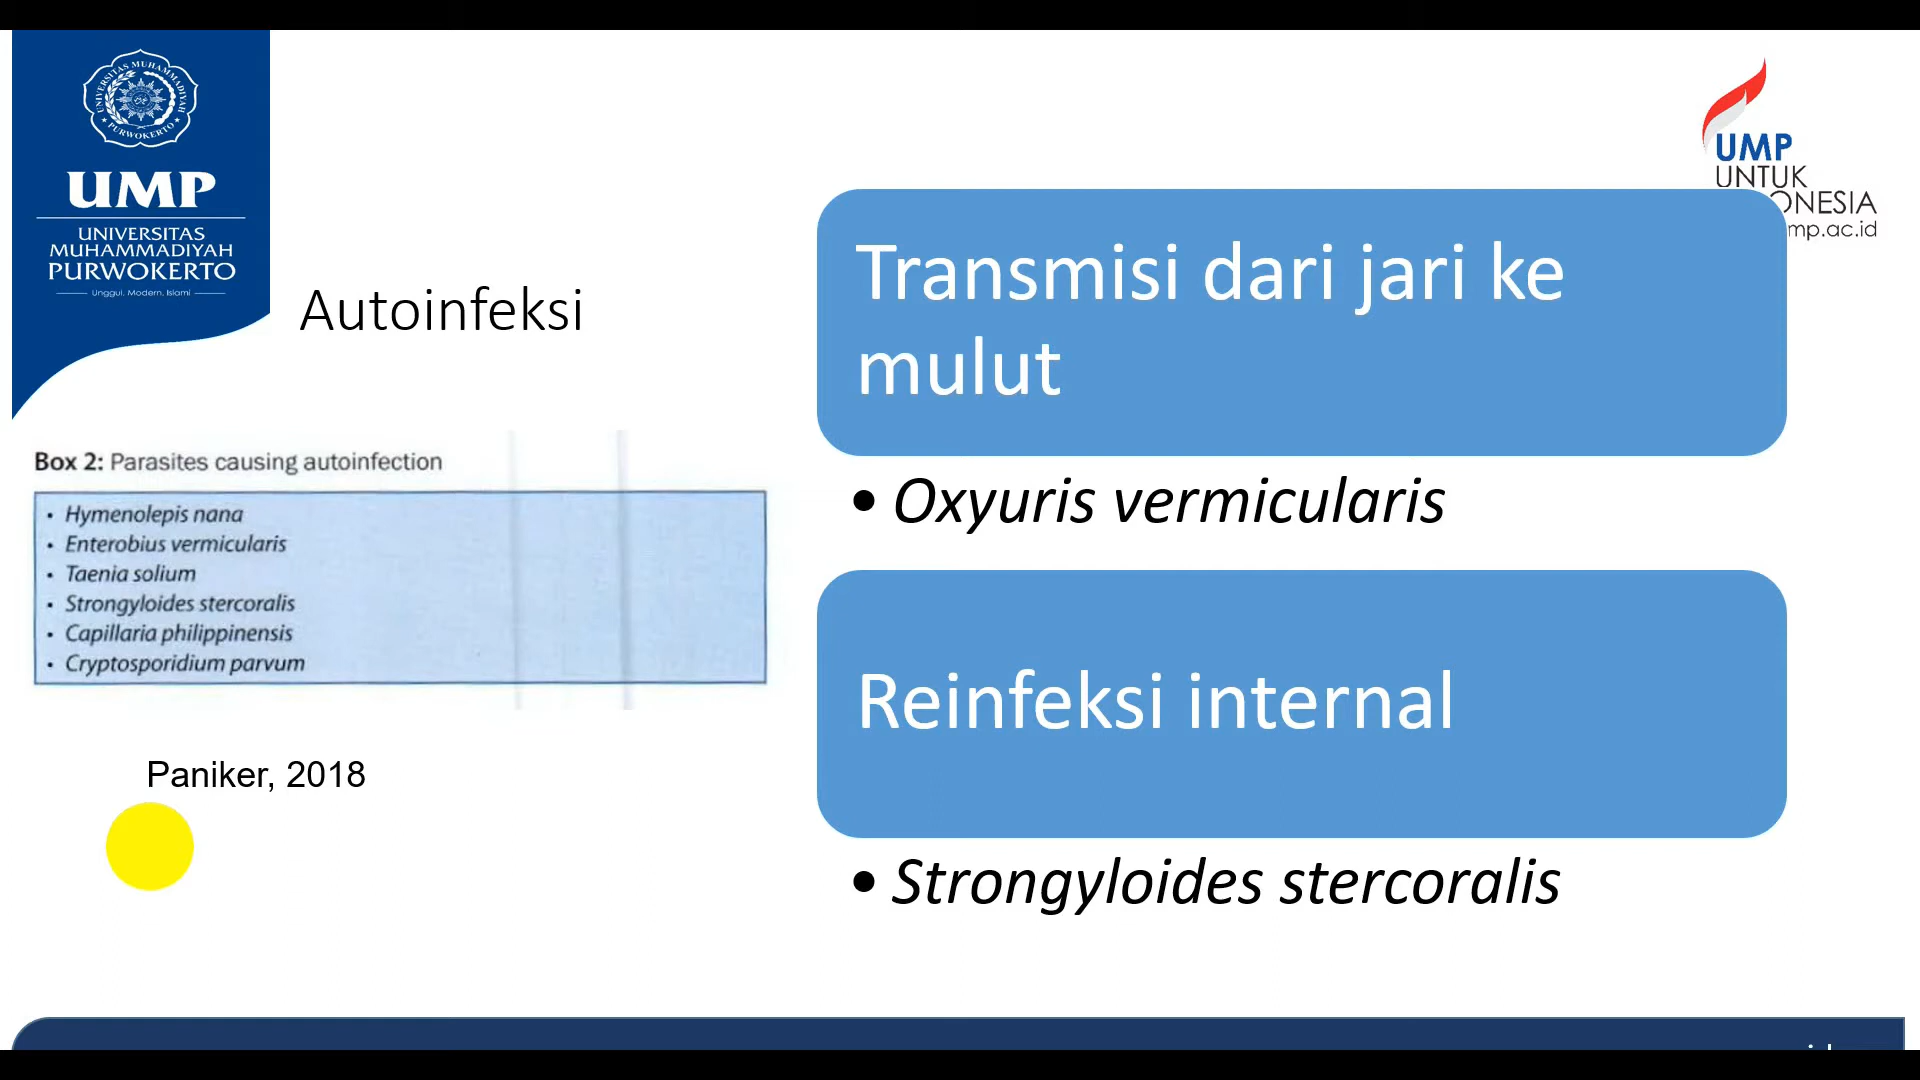 UNIVERSITAS MUHAMMADIYAH
PURWOKERTO
UMP
UNIVERSITAS
MUHAMMADIYAH
PURWOKERTO
Unggul, Modern, Islami
UMP
UNTUK
ONESIA
mp.ac.id
Autoinfeksi
Box 2: Parasites causing autoinfection
• Hymenolepis nana
• Enterobius vermicularis
• Taenia solium
• Strongyloides stercoralis
• Capillaria philippinensis
• Cryptosporidium parvum
Paniker, 2018
Transmisi dari jari ke
mulut
• Oxyuris vermicularis
Reinfeksi internal
• Strongyloides stercoralis